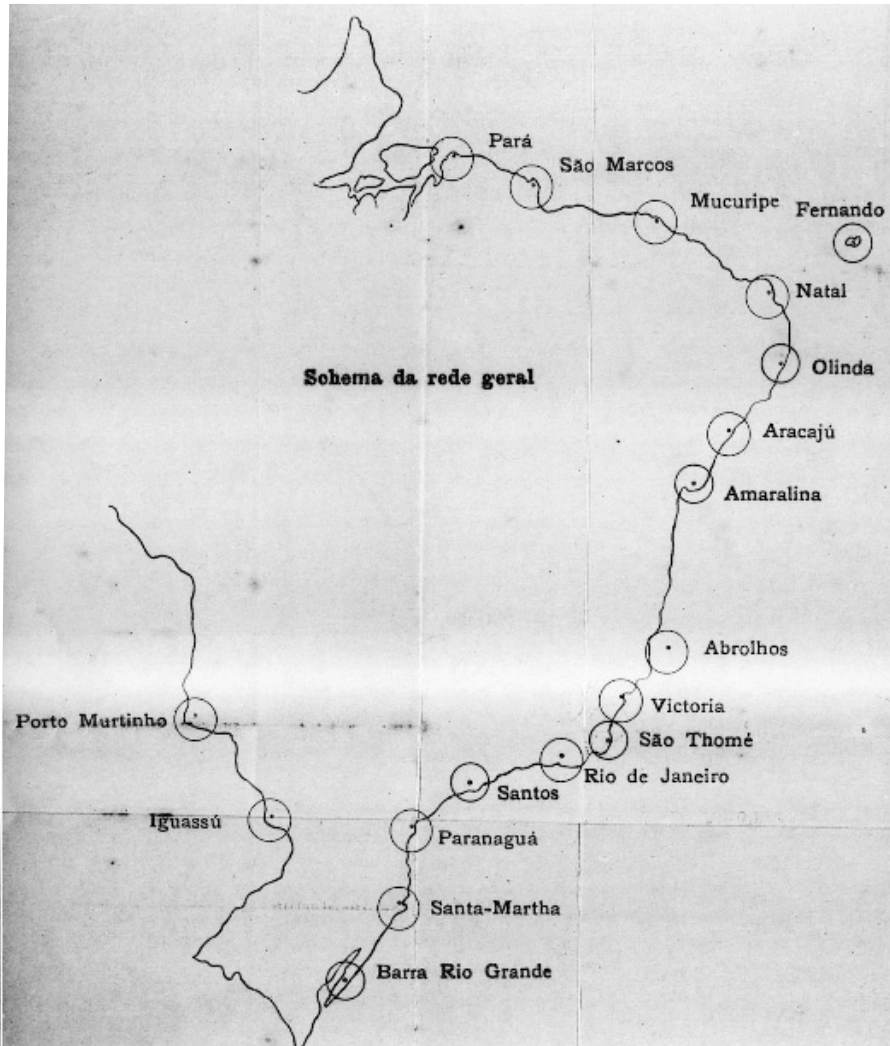 Pará
São Marcos
Mucuripe
Fernando
Natal
Olinda
Schema da rede geral
Aracajú
Amaralina
Abrolhos
Victoria
Porto Murtinho
São Thomé
Rio de Janeiro
Santos
Iguassú
Paranaguá
Santa-Martha
Barra Rio Grande